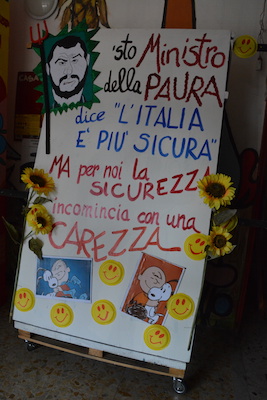 'sto Ministro
della PAURA
dice "L'ITALIA
E' PIU' SICURA"
MA per noi la
SICUREZZA
incomincia con una
CAREZZA